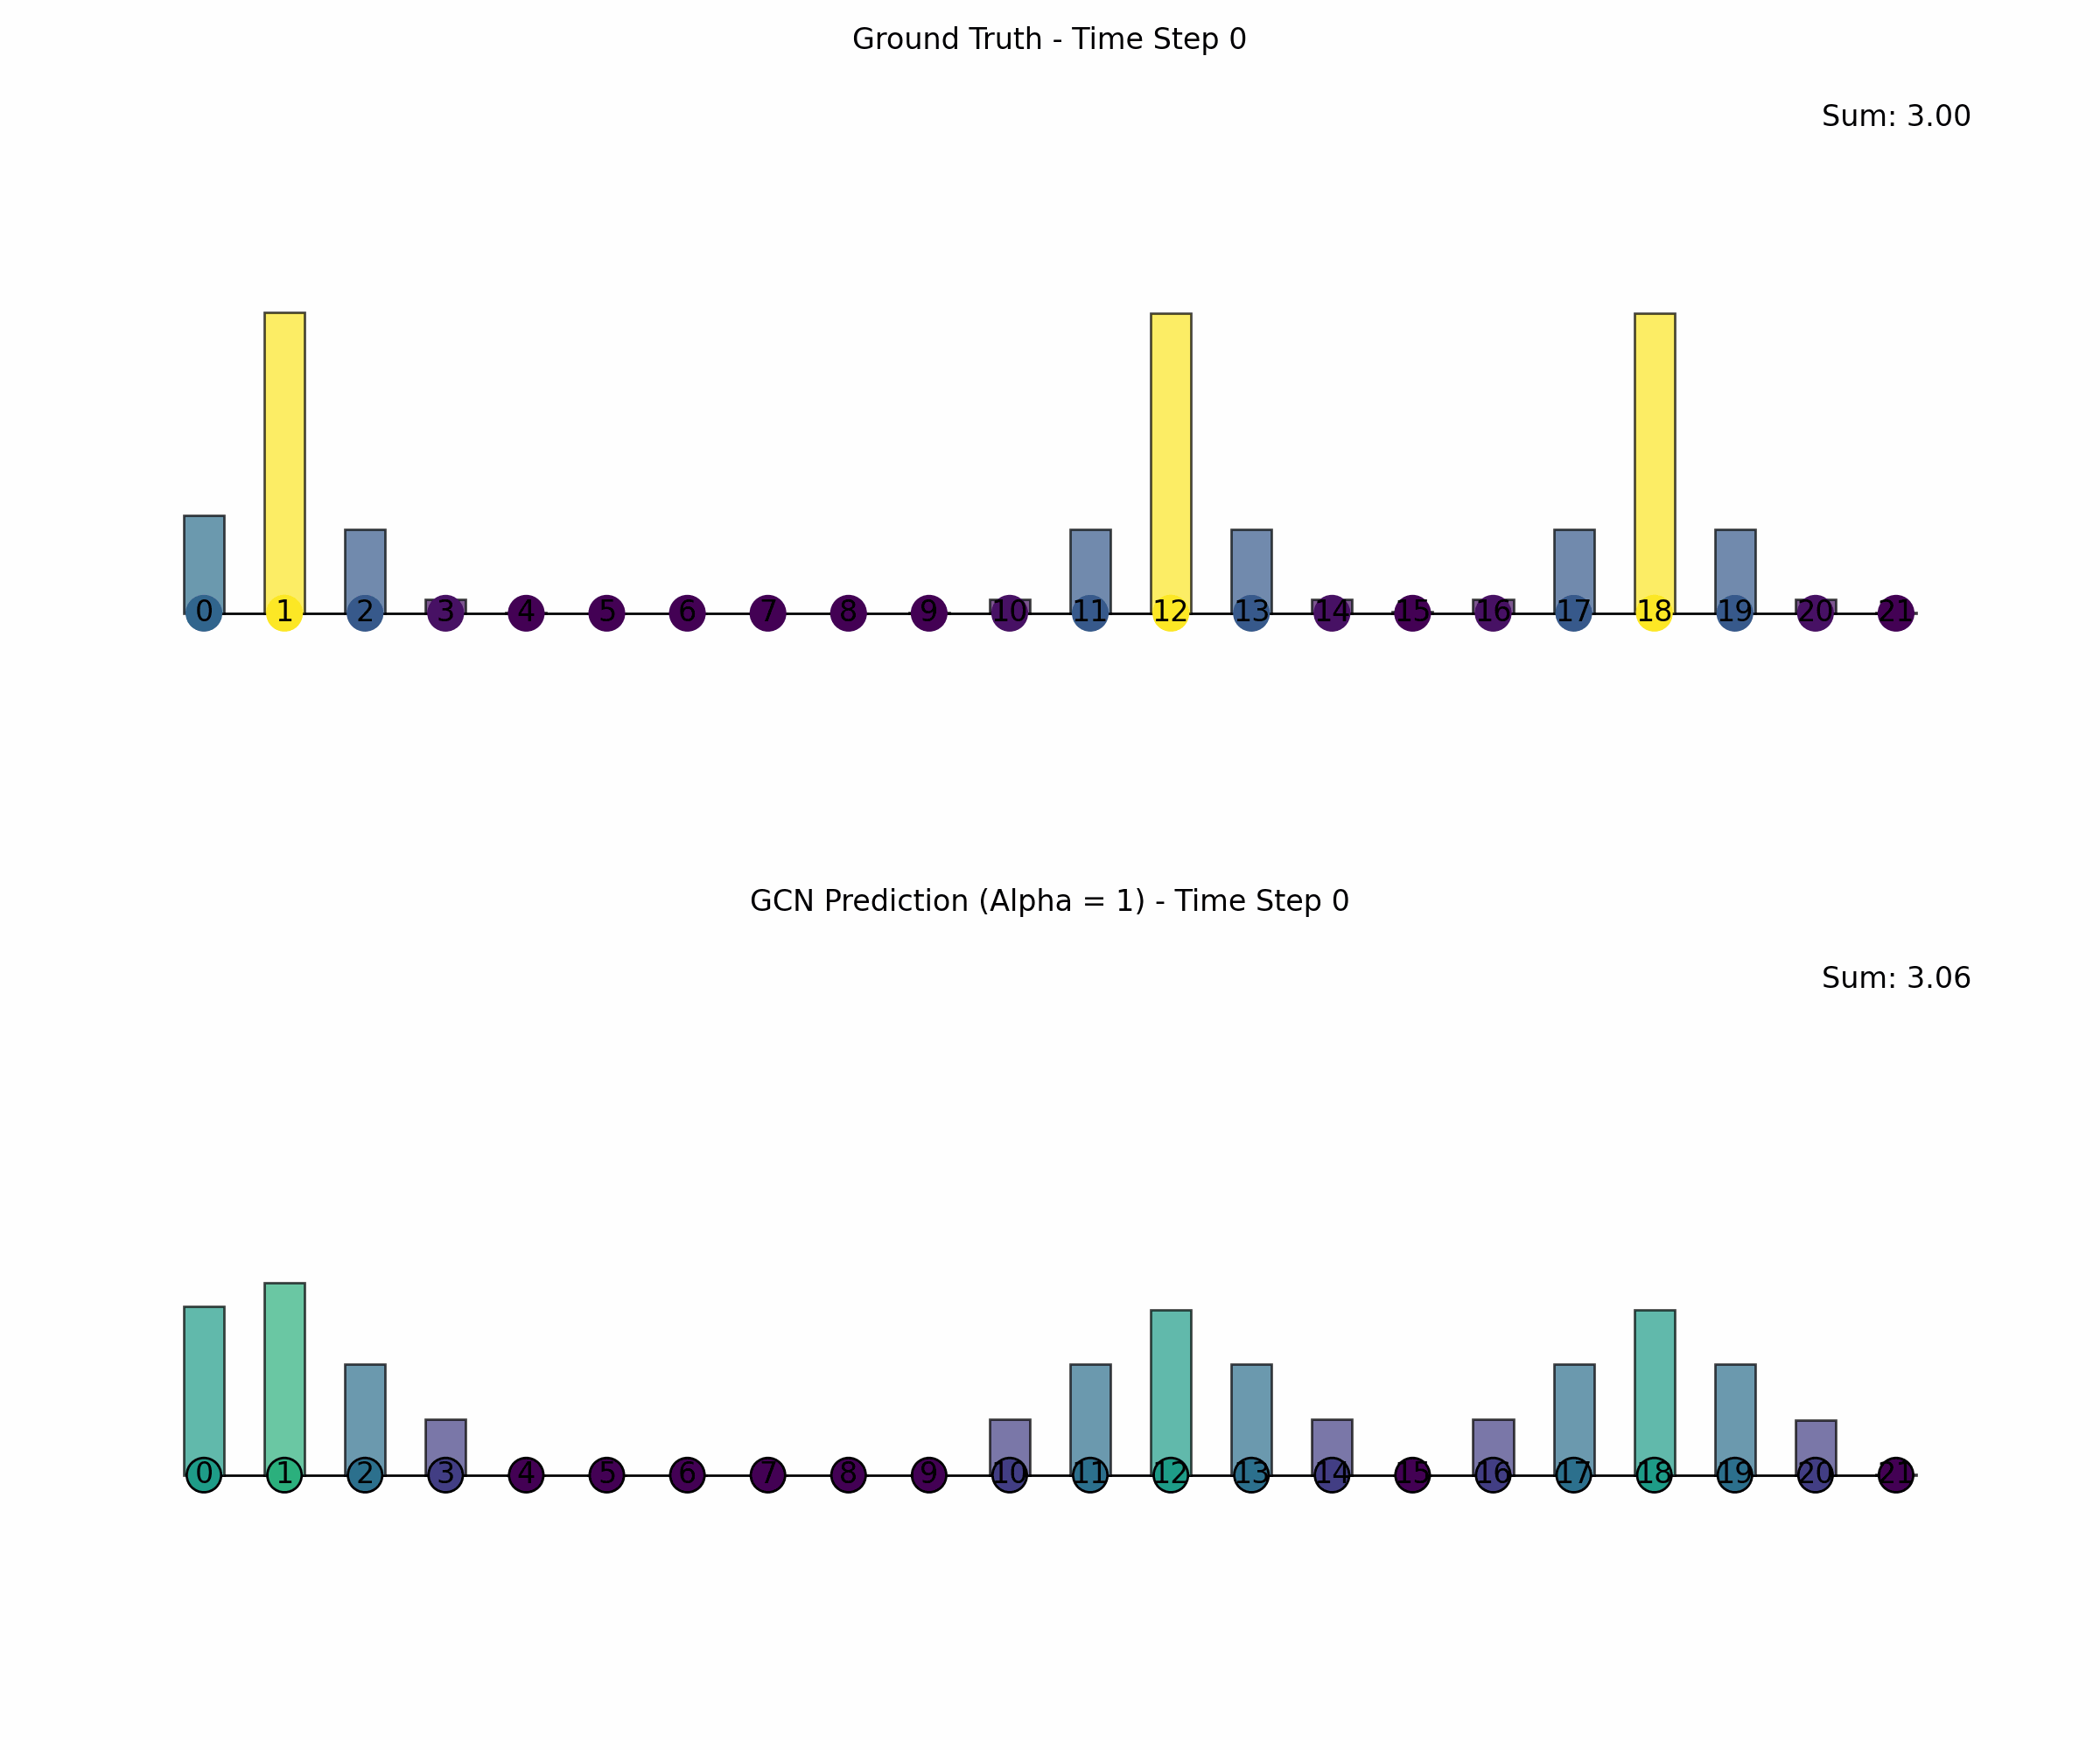 Ground Truth - Time Step 0
Sum: 3.00
0 1 2 3 4 5 6 7 8 9 10 11 12 13 14 15 16 17 18 19 20 21
GCN Prediction (Alpha = 1) - Time Step 0
Sum: 3.06
0 1 2 3 4 5 6 7 8 9 10 11 12 13 14 15 16 17 18 19 20 21